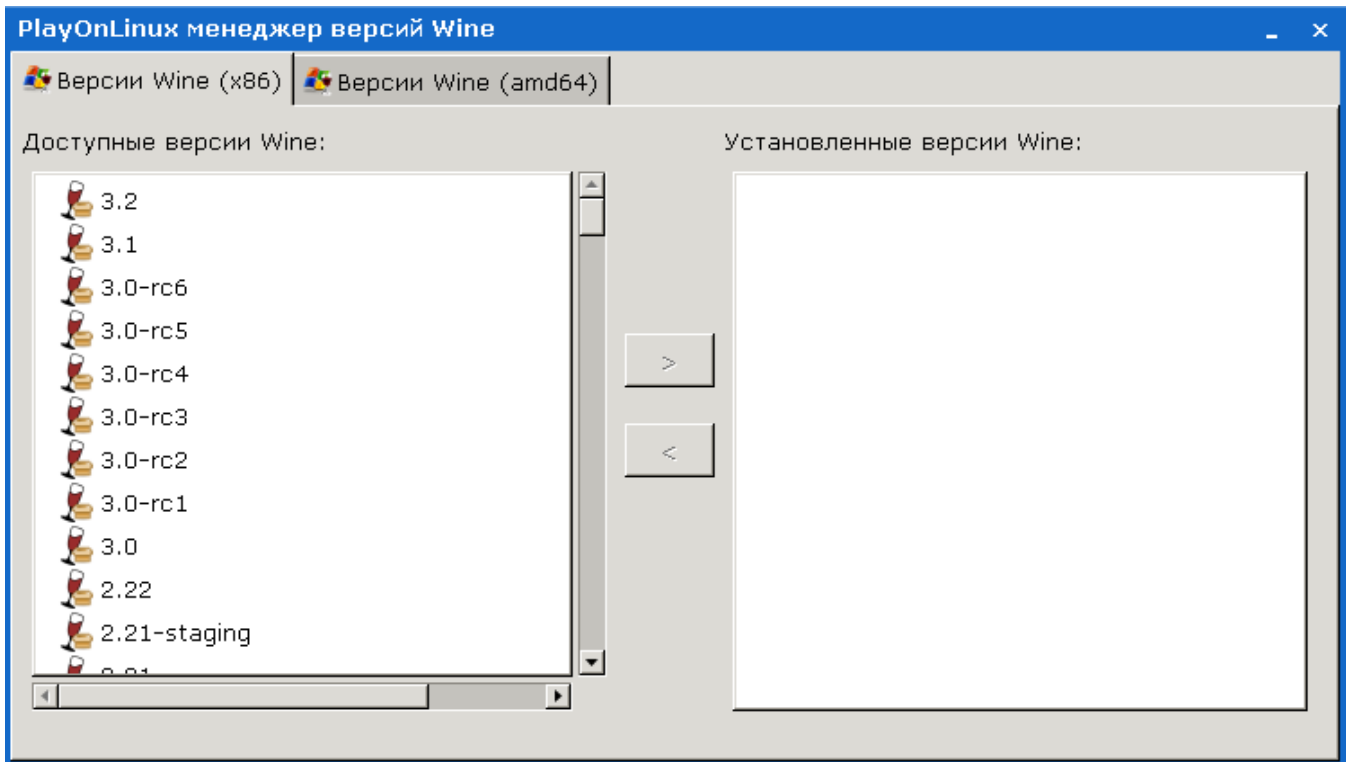 PlayOnLinux менеджер версий Wine
Версии Wine (x86)
Версии Wine (amd64)
Доступные версии Wine:
Установленные версии Wine:
3.2
3.1
3.0-rc6
3.0-rc5
3.0-rc4
3.0-rc3
3.0-rc2
3.0-rc1
3.0
2.22
2.21-staging
>
<